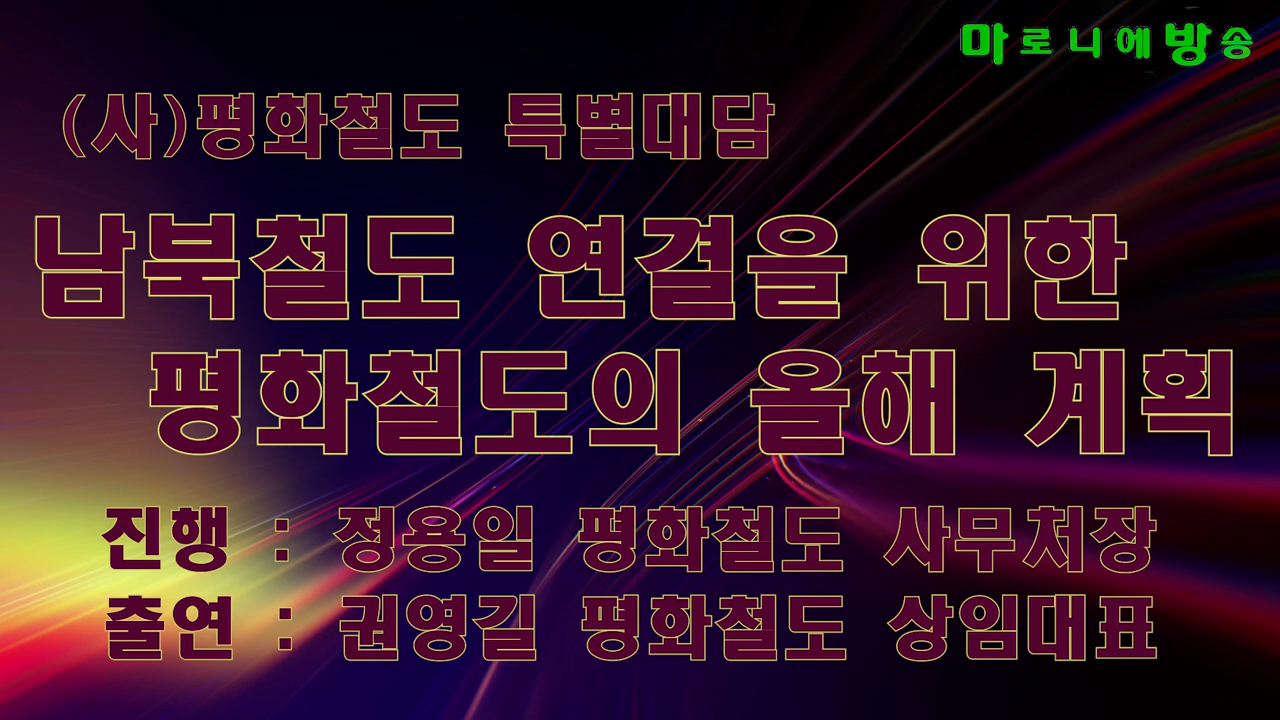 마로니에방송
(사)평화철도 특별대담
남북철도 연결을 위한
평화철도의 올해 계획
진행 : 정용일 평화철도 사무처장
출연 : 권영길 평화철도 상임대표